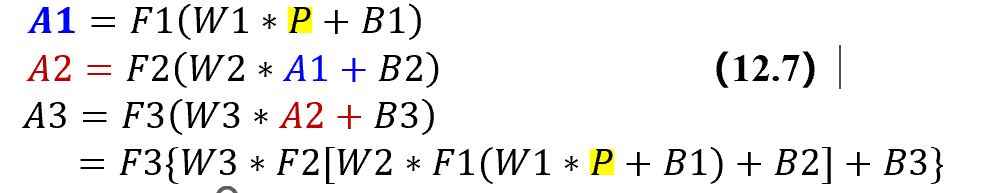 A1 = F1(W1 * P + B1)
A2 = F2(W2 * A1 + B2) (12.7)
A3 = F3(W3 * A2 + B3)
= F3{W3 * F2[W2 * F1(W1 * P + B1) + B2] + B3}